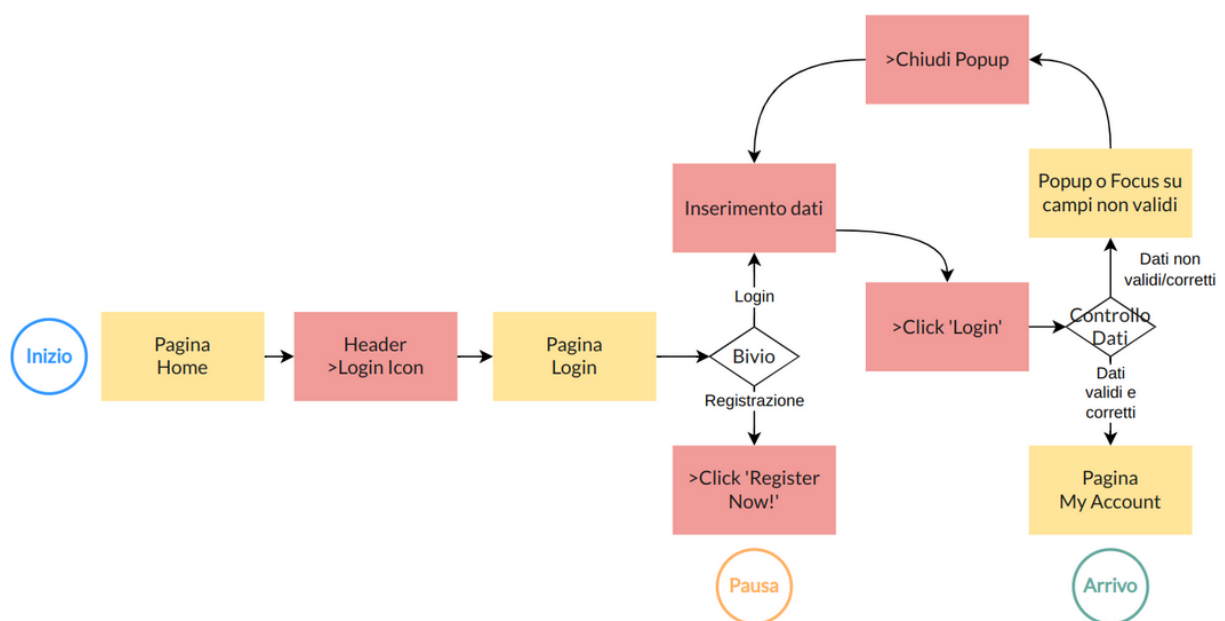 >Chiudi Popup
Inserimento dati
Popup o Focus su
campi non validi
Dati non
validi/corretti
Login
>Click 'Login'
Controllo
Dati
Inizio
Pagina
Home
Header
>Login Icon
Pagina
Login
Bivio
Dati
validi e
corretti
Registrazione
>Click 'Register
Now!'
Pagina
My Account
Pausa
Arrivo